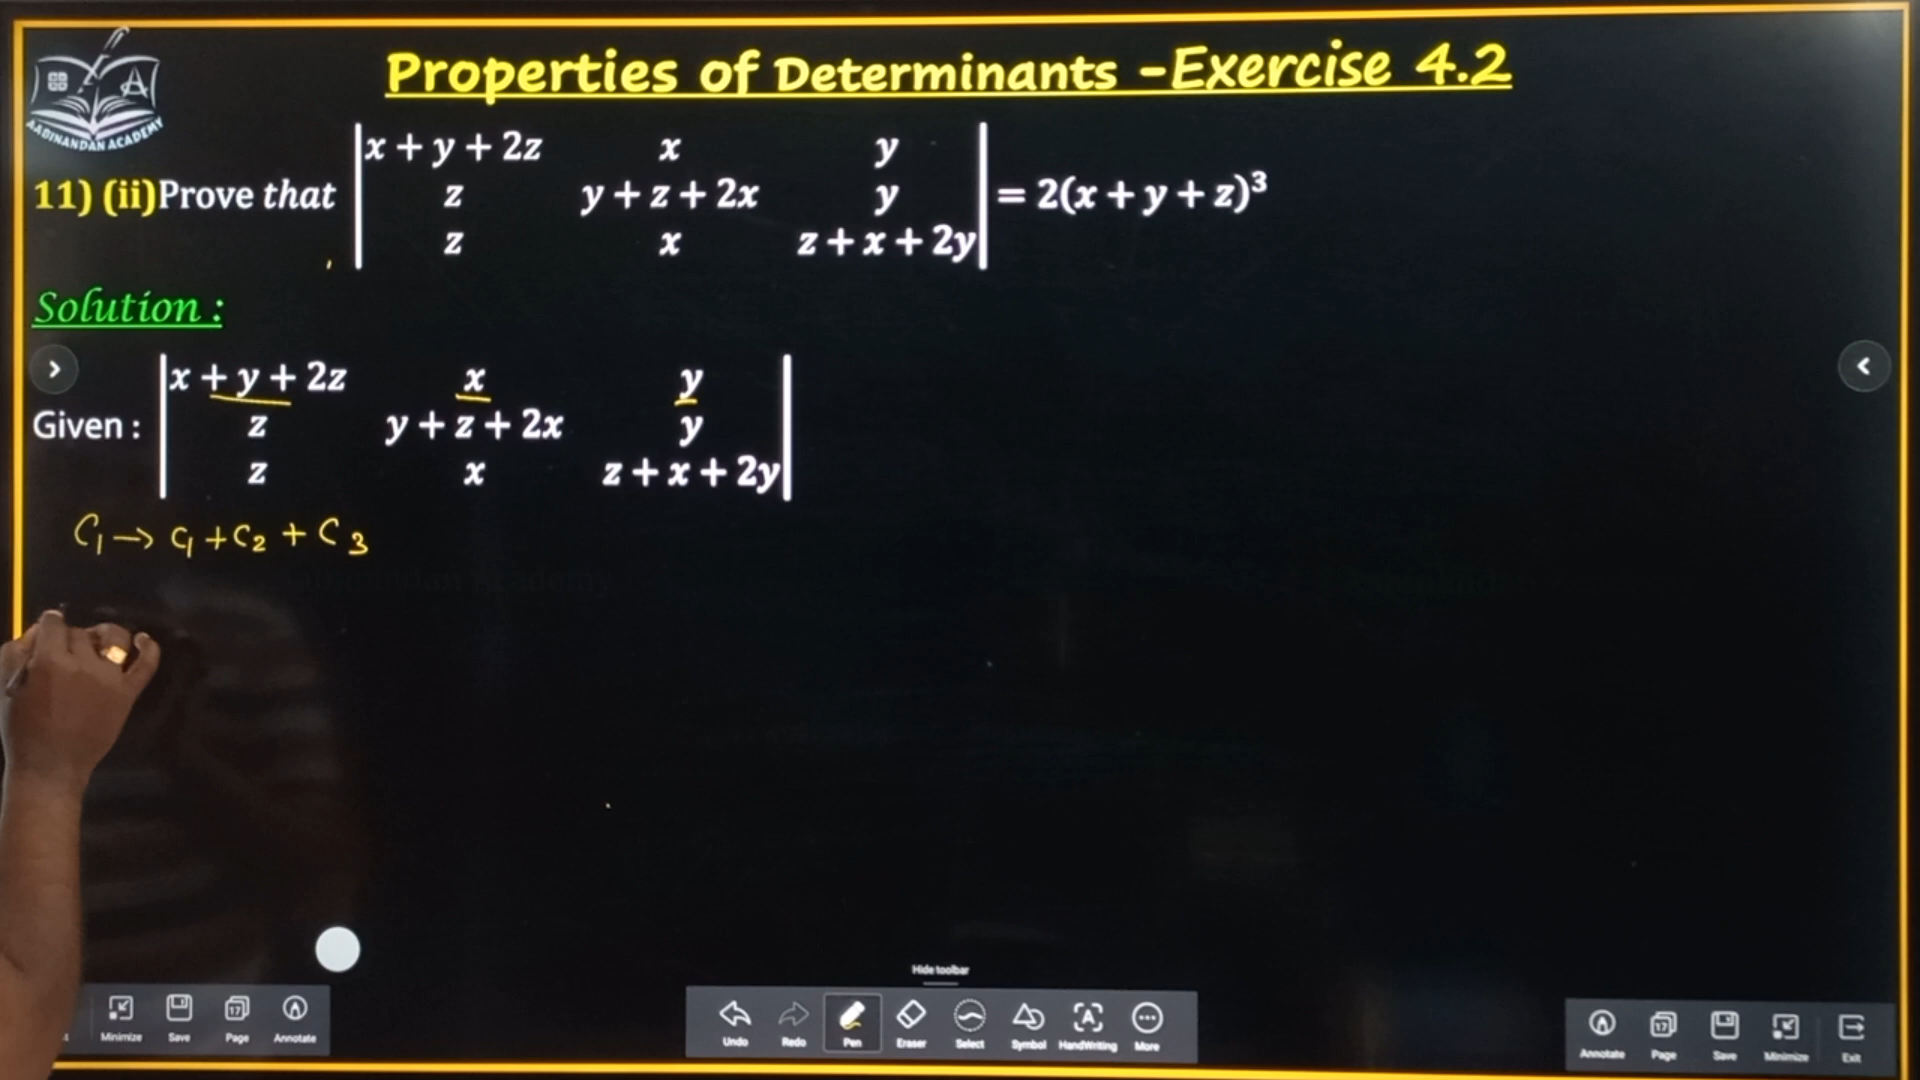 Properties of Determinants -Exercise 4.2
AADINANDAN ACADEMY
11) (ii)Prove that | x + y + 2z x y |
| z y + z + 2x y | = 2(x + y + z)³
| z x z + x + 2y |
Solution :
Given : | x + y + 2z x y |
| z y + z + 2x y |
| z x z + x + 2y |
C₁ → C₁ + C₂ + C₃
Hide toolbar
Minimize Save Page Annotate
Undo Redo Pen Eraser Select Symbol HandWriting More
Annotate Page Save Minimize Exit